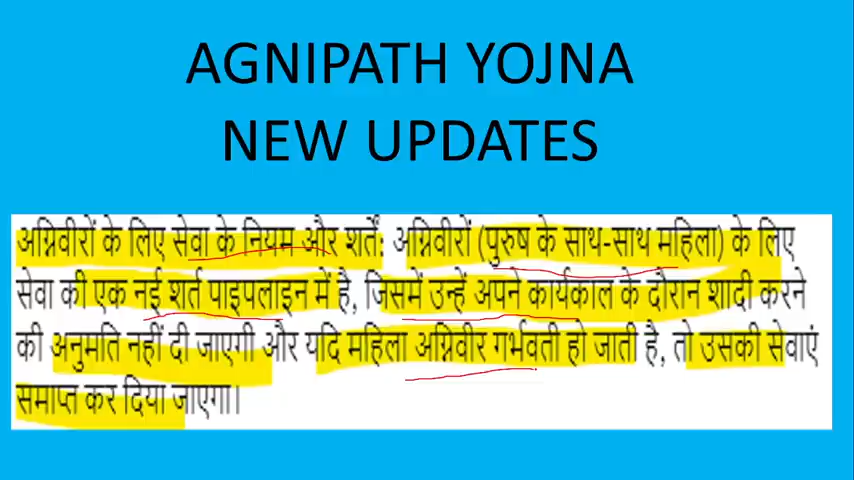 AGNIPATH YOJNA
NEW UPDATES
अग्निवीरों के लिए सेवा के नियम और शर्तें: अग्निवीरों (पुरुष के साथ-साथ महिला) के लिए
सेवा की एक नई शर्त पाइपलाइन में है, जिसमें उन्हें अपने कार्यकाल के दौरान शादी करने
की अनुमति नहीं दी जाएगी और यदि महिला अग्निवीर गर्भवती हो जाती है, तो उसकी सेवाएं
समाप्त कर दिया जाएगा।